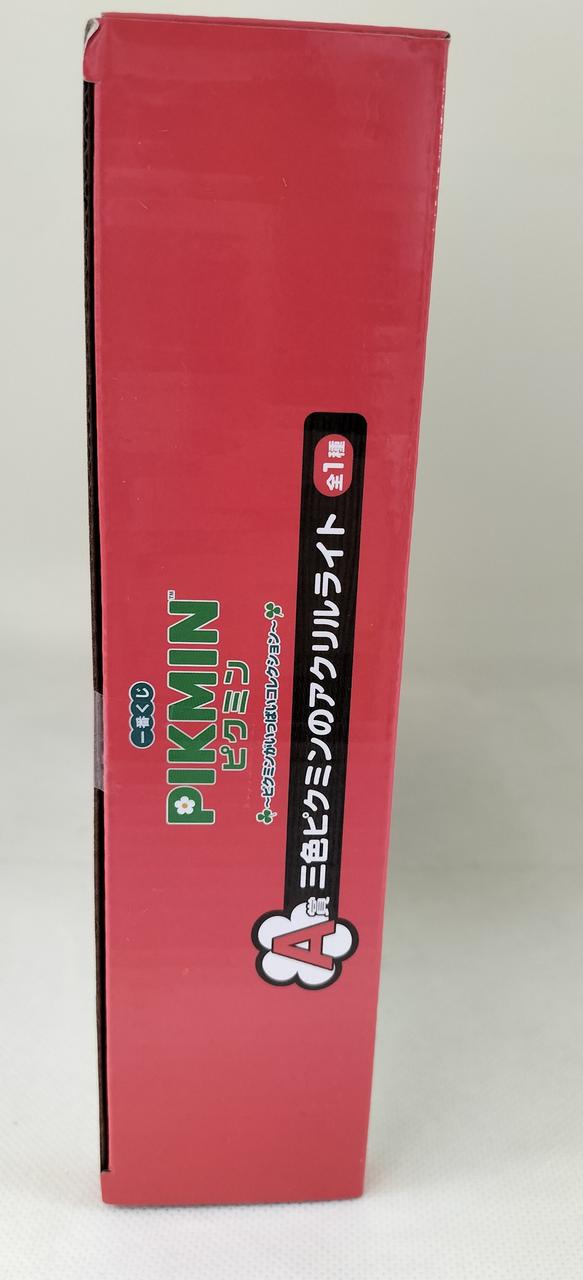 一番くじ
PIKMIN™
ピクミン
～ピクミンがいっぱいコレクション～
A賞 三色ピクミンのアクリルライト 全1種